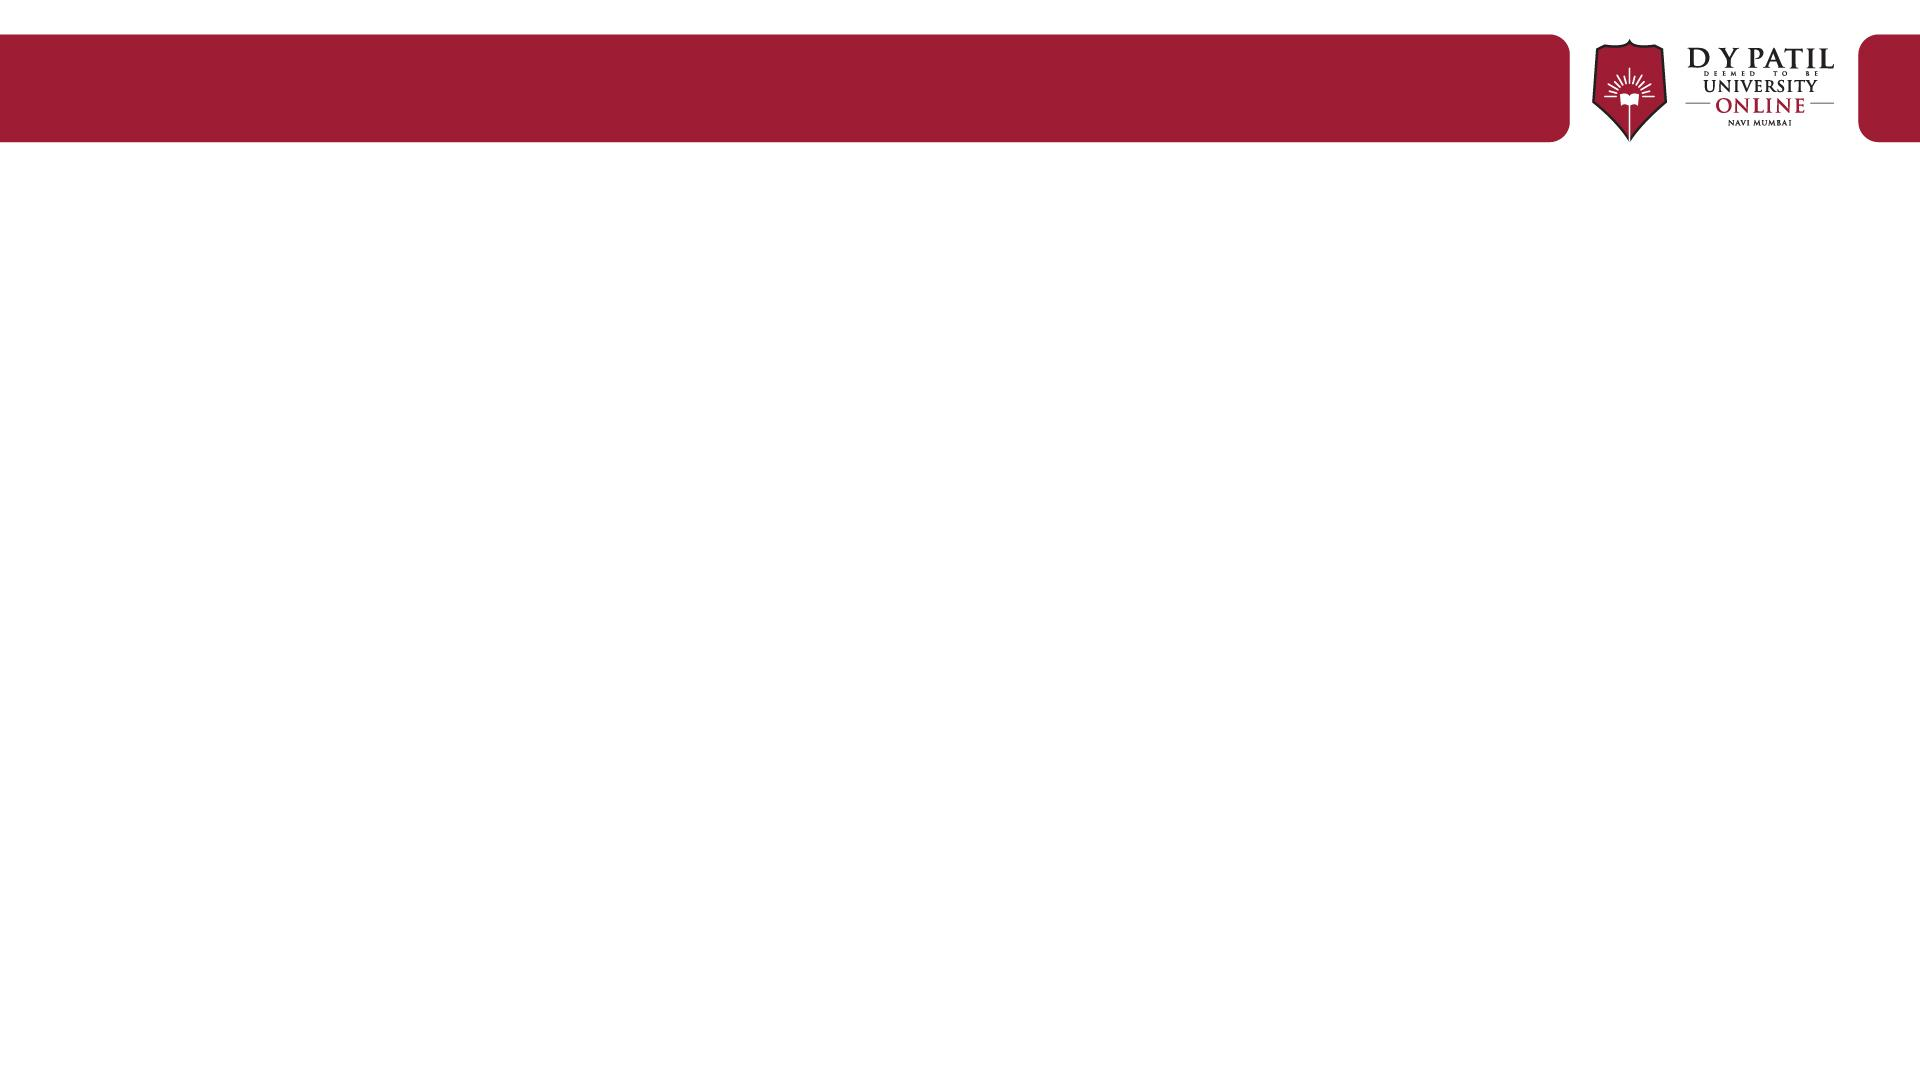 D Y PATIL
DEEMED TO BE
UNIVERSITY
ONLINE
NAVI MUMBAI